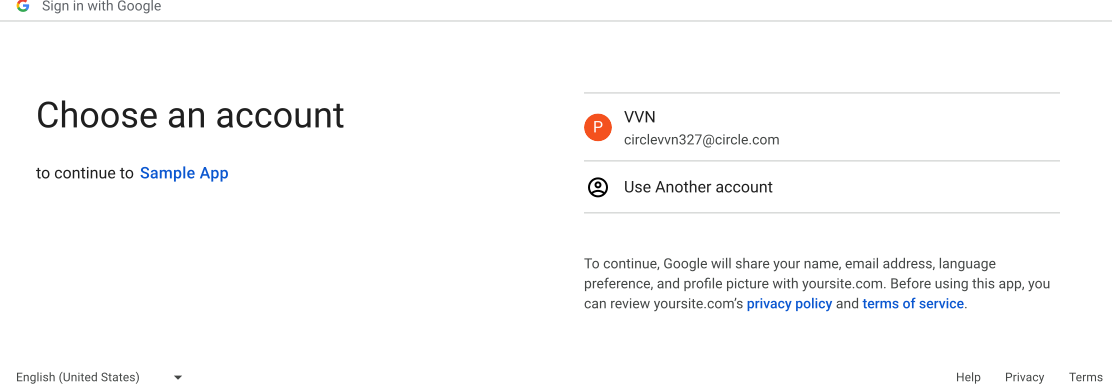 Sign in with Google
Choose an account
to continue to Sample App
P
VVN
circlevvn327@circle.com
Use Another account
To continue, Google will share your name, email address, language
preference, and profile picture with yoursite.com. Before using this app, you
can review yoursite.com’s privacy policy and terms of service.
English (United States)
Help Privacy Terms